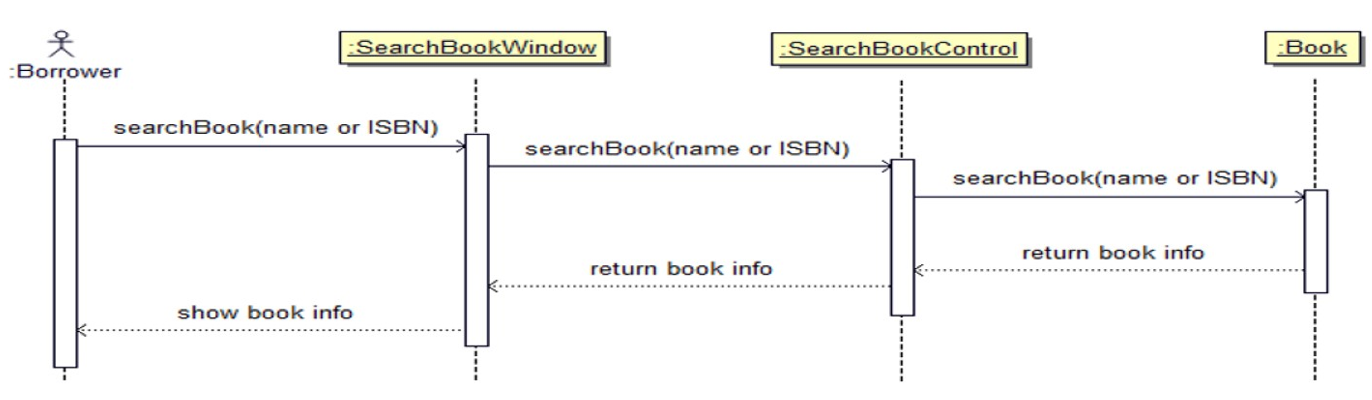 :Borrower
:SearchBookWindow
:SearchBookControl
:Book
searchBook(name or ISBN)
searchBook(name or ISBN)
searchBook(name or ISBN)
return book info
return book info
show book info